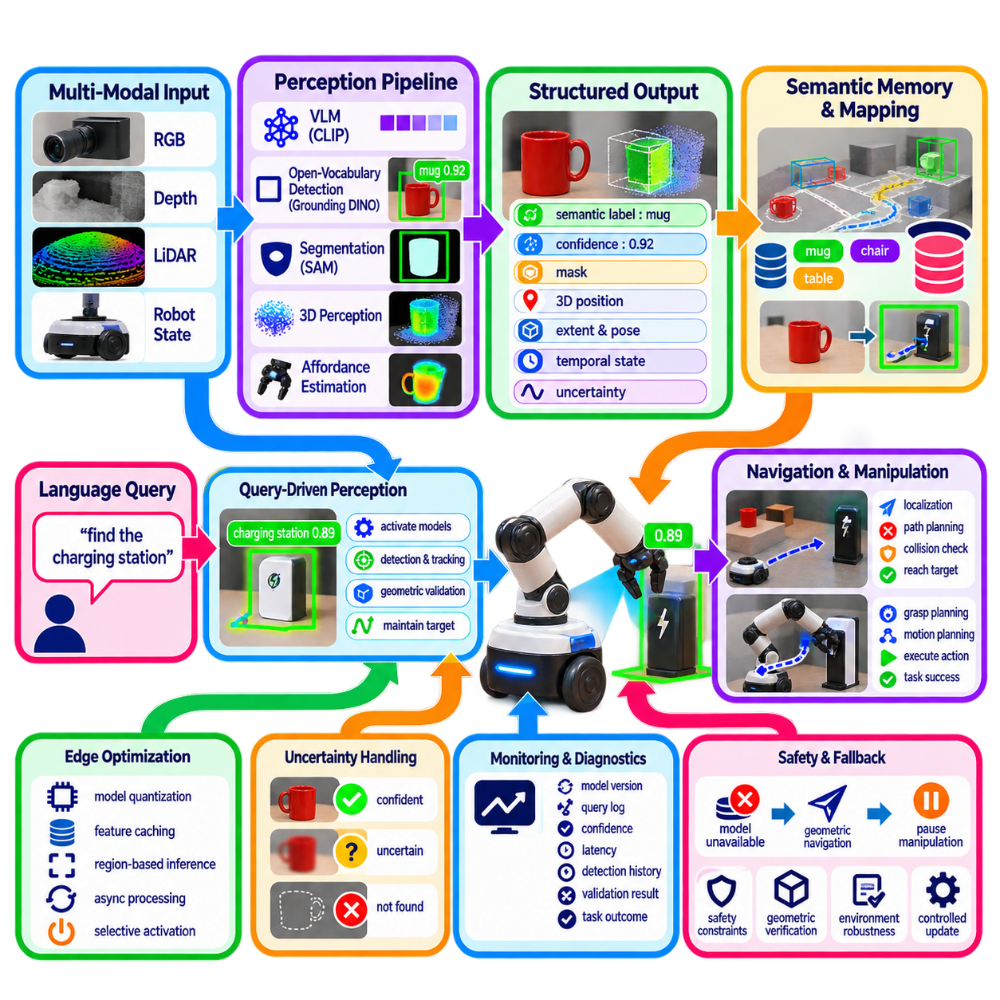 Multi-Modal Input
RGB
Depth
LiDAR
Robot
State
Perception Pipeline
VLM
(CLIP)
Open-Vocabulary
Detection
(Grounding DINO)
mug 0.92
Segmentation
(SAM)
3D Perception
Affordance
Estimation
Structured Output
semantic label : mug
confidence : 0.92
mask
3D position
extent & pose
temporal state
uncertainty
Semantic Memory
& Mapping
mug
chair
table
Language Query
“find the
charging station”
Query-Driven Perception
charging station 0.89
activate models
detection & tracking
geometric validation
maintain target
0.89
Navigation & Manipulation
localization
path planning
collision check
reach target
grasp planning
motion planning
execute action
task success
Edge Optimization
model quantization
feature caching
region-based inference
async processing
selective activation
Uncertainty Handling
confident
?
uncertain
not found
Monitoring & Diagnostics
model version
query log
confidence
latency
detection history
validation result
task outcome
Safety & Fallback
model
unavailable
geometric
navigation
pause
manipulation
safety
constraints
geometric
verification
environment
robustness
controlled
update